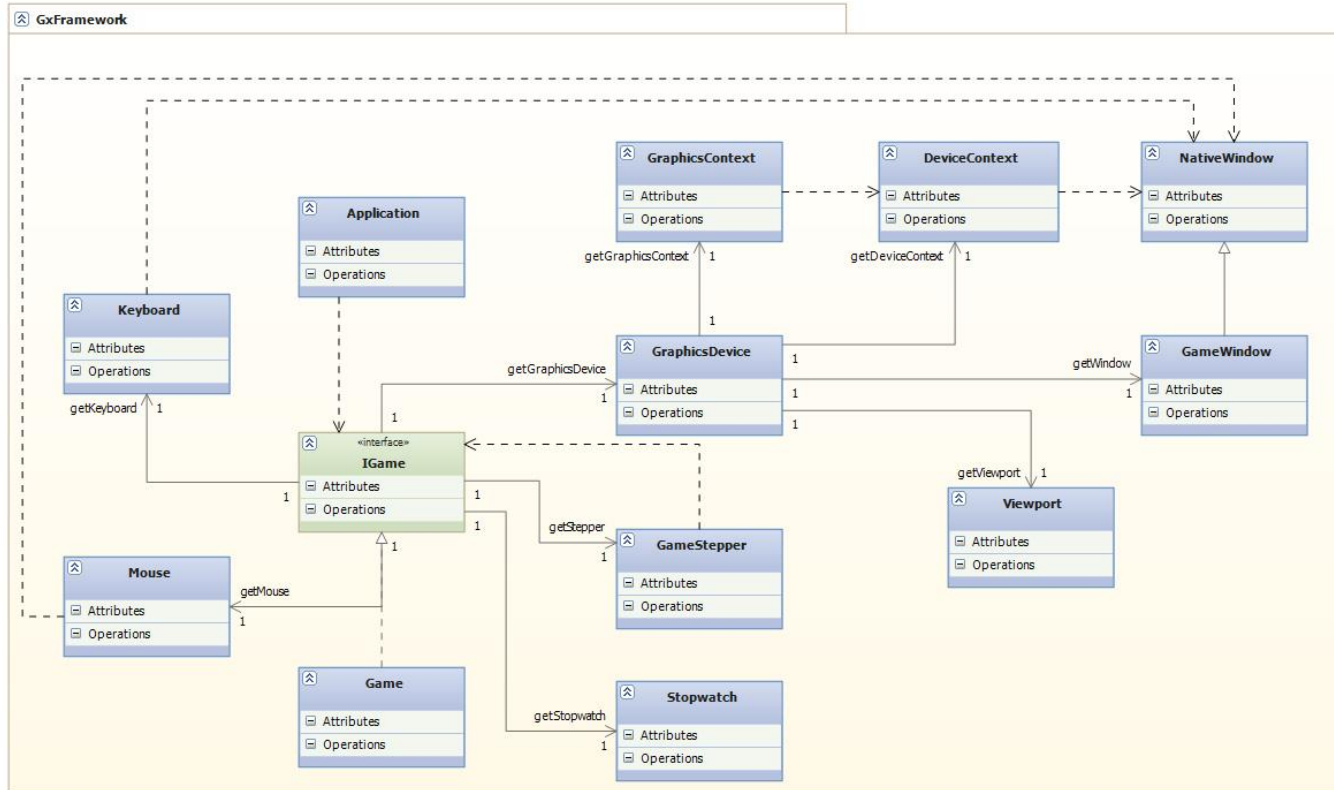 GxFramework
GraphicsContext
Attributes
Operations
DeviceContext
Attributes
Operations
NativeWindow
Attributes
Operations
Application
Attributes
Operations
getGraphicsContext
1
getDeviceContext
1
Keyboard
Attributes
Operations
1
GraphicsDevice
Attributes
Operations
1
1
1
GameWindow
Attributes
Operations
getGraphicsDevice
1
1
getWindow
1
getKeyboard
1
«interface»
IGame
Attributes
Operations
1
1
1
1
getViewport
1
Viewport
Attributes
Operations
getStepper
1
GameStepper
Attributes
Operations
Mouse
Attributes
Operations
getMouse
1
Game
Attributes
Operations
getStopwatch
1
Stopwatch
Attributes
Operations